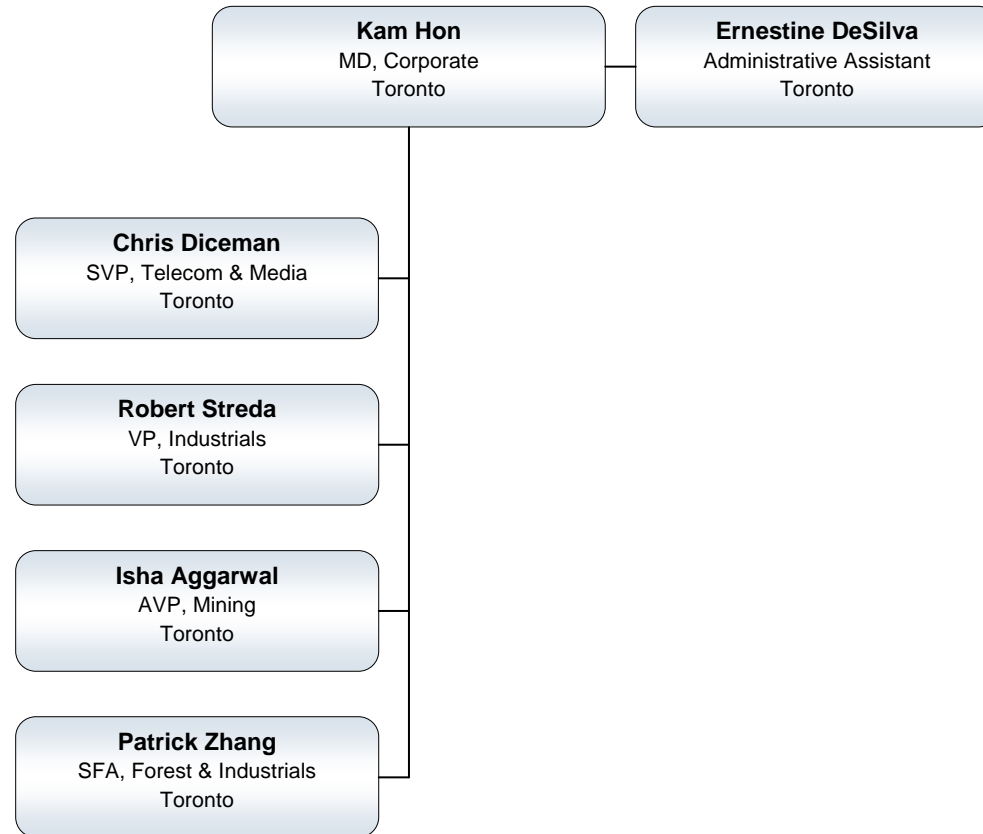 Kam Hon
MD, Corporate
Toronto
Ernestine DeSilva
Administrative Assistant
Toronto
Chris Diceman
SVP, Telecom & Media
Toronto
Robert Streda
VP, Industrials
Toronto
Isha Aggarwal
AVP, Mining
Toronto
Patrick Zhang
SFA, Forest & Industrials
Toronto